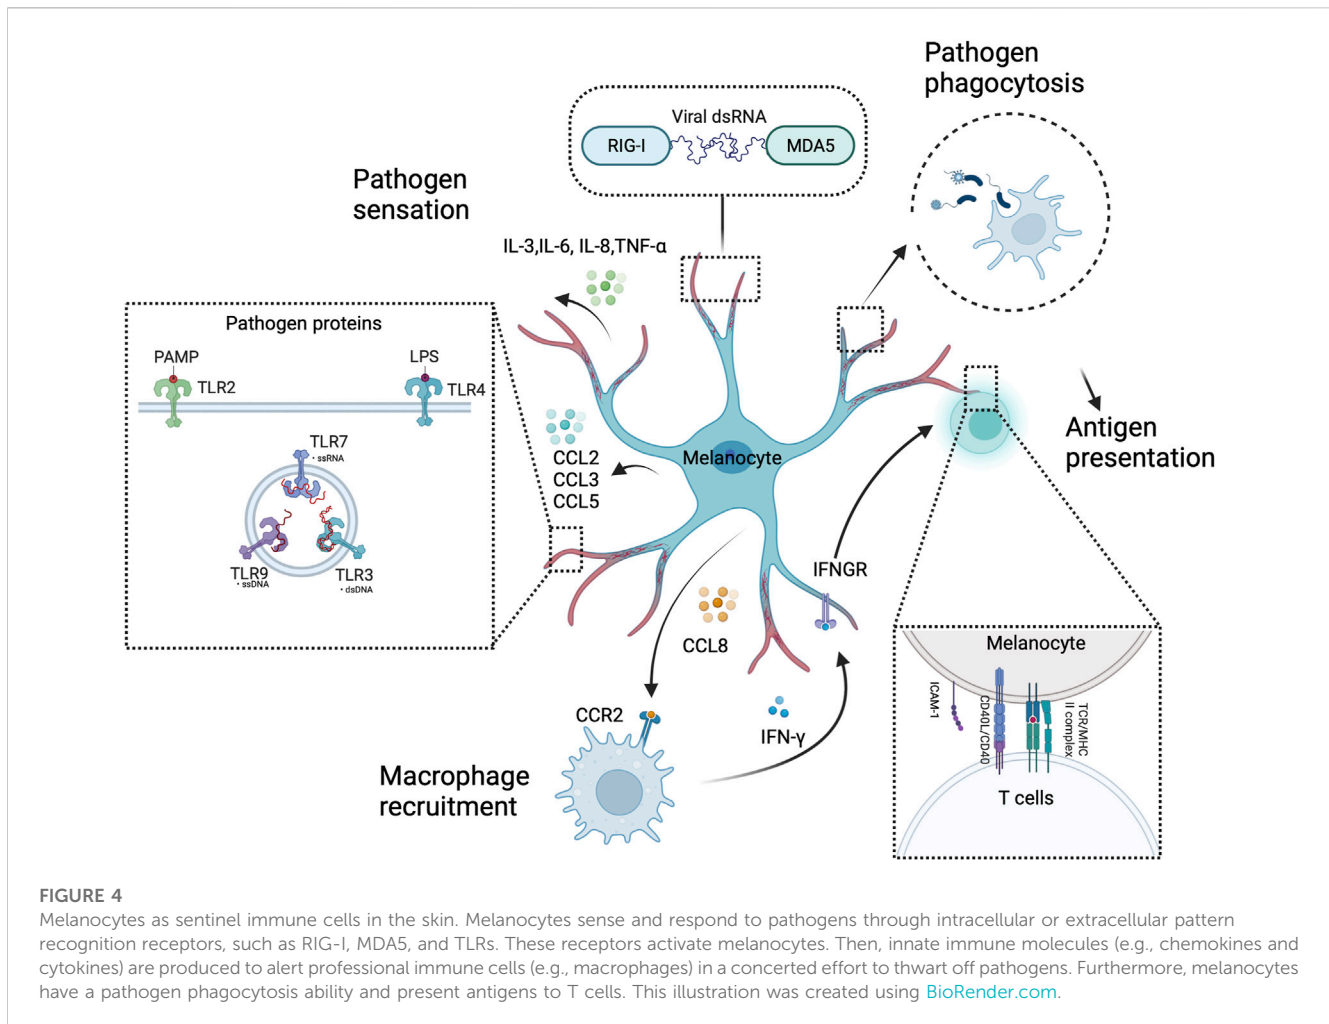 Pathogen
phagocytosis
Viral dsRNA
RIG-I
MDA5
Pathogen
sensation
IL-3,IL-6, IL-8,TNF-α
Pathogen proteins
PAMP
TLR2
LPS
TLR4
TLR7
• ssRNA
TLR9
• ssDNA
TLR3
• dsDNA
CCL2
CCL3
CCL5
Melanocyte
Antigen
presentation
IFNGR
CCL8
CCR2
IFN-γ
Macrophage
recruitment
Melanocyte
ICAM-1
CD40L/CD40
TCR/MHC
II complex
T cells
FIGURE 4
Melanocytes as sentinel immune cells in the skin. Melanocytes sense and respond to pathogens through intracellular or extracellular pattern
recognition receptors, such as RIG-I, MDA5, and TLRs. These receptors activate melanocytes. Then, innate immune molecules (e.g., chemokines and
cytokines) are produced to alert professional immune cells (e.g., macrophages) in a concerted effort to thwart off pathogens. Furthermore, melanocytes
have a pathogen phagocytosis ability and present antigens to T cells. This illustration was created using BioRender.com.